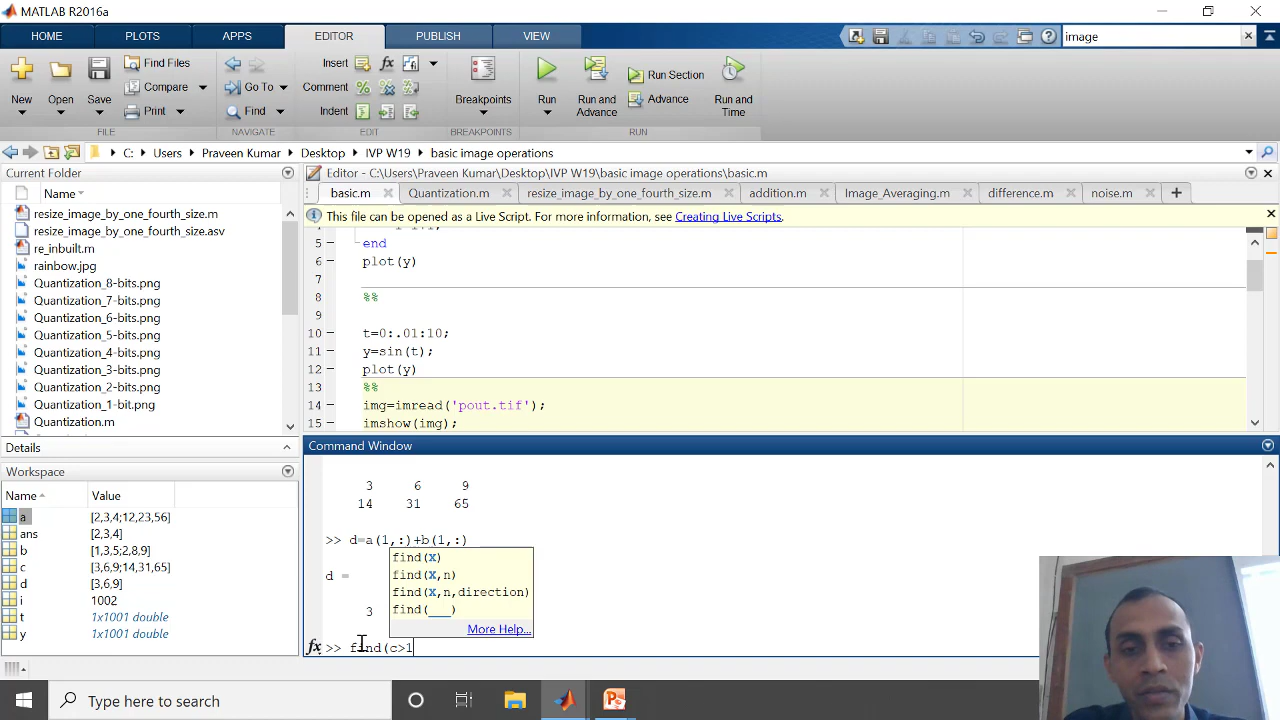 MATLAB R2016a
HOME PLOTS APPS EDITOR PUBLISH VIEW image
New Open Save Find Files Compare Print Go To Find Insert fx Comment % Indent Breakpoints Run Run and Advance Run Section Advance Run and Time
FILE NAVIGATE EDIT BREAKPOINTS RUN
C: Users Praveen Kumar Desktop IVP W19 basic image operations
Current Folder
Name
resize_image_by_one_fourth_size.m
resize_image_by_one_fourth_size.asv
re_inbuilt.m
rainbow.jpg
Quantization_8-bits.png
Quantization_7-bits.png
Quantization_6-bits.png
Quantization_5-bits.png
Quantization_4-bits.png
Quantization_3-bits.png
Quantization_2-bits.png
Quantization_1-bit.png
Quantization.m
Details
Workspace
Name Value
a [2,3,4;12,23,56]
ans [2,3,4]
b [1,3,5;2,8,9]
c [3,6,9;14,31,65]
d [3,6,9]
i 1002
t 1x1001 double
y 1x1001 double
Editor - C:\Users\Praveen Kumar\Desktop\IVP W19\basic image operations\basic.m
basic.m Quantization.m resize_image_by_one_fourth_size.m addition.m Image_Averaging.m difference.m noise.m
This file can be opened as a Live Script. For more information, see Creating Live Scripts.
5 end
6 plot(y)
7
8 %%
9
10 t=0:.01:10;
11 y=sin(t);
12 plot(y)
13 %%
14 img=imread('pout.tif');
15 imshow(img);
Command Window
3 6 9
14 31 65
>> d=a(1,:)+b(1,:)
d =
3
find(X)
find(X,n)
find(X,n,direction)
find(___)
More Help...
fx >> find(c>1
Type here to search